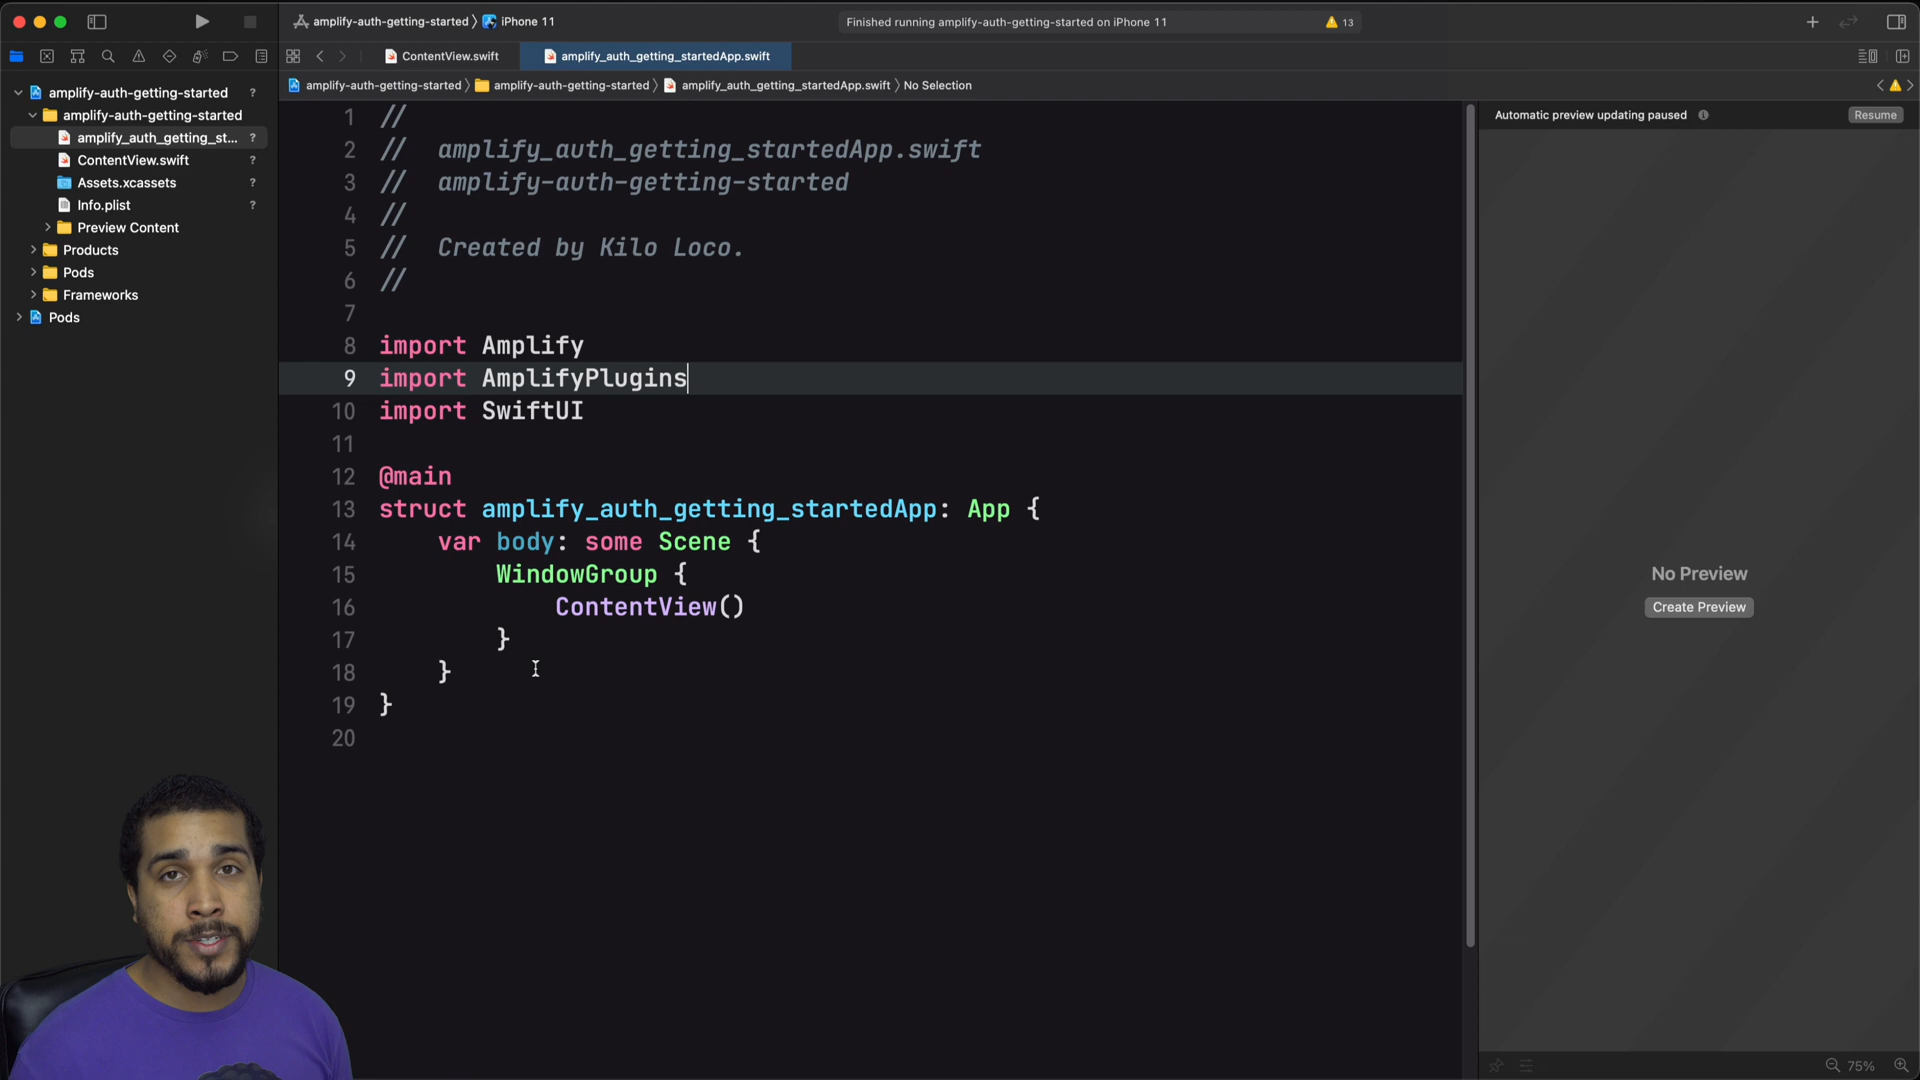 amplify-auth-getting-started 〉 iPhone 11
Finished running amplify-auth-getting-started on iPhone 11
13
ContentView.swift
amplify_auth_getting_startedApp.swift
amplify-auth-getting-started 〉 amplify-auth-getting-started 〉 amplify_auth_getting_startedApp.swift 〉 No Selection
amplify-auth-getting-started ?
amplify-auth-getting-started
amplify_auth_getting_st... ?
ContentView.swift ?
Assets.xcassets ?
Info.plist ?
Preview Content
Products
Pods
Frameworks
Pods
1 //
2 // amplify_auth_getting_startedApp.swift
3 // amplify-auth-getting-started
4 //
5 // Created by Kilo Loco.
6 //
7
8 import Amplify
9 import AmplifyPlugins
10 import SwiftUI
11
12 @main
13 struct amplify_auth_getting_startedApp: App {
14 var body: some Scene {
15 WindowGroup {
16 ContentView()
17 }
18 }
19 }
20
Automatic preview updating paused
Resume
No Preview
Create Preview
75%